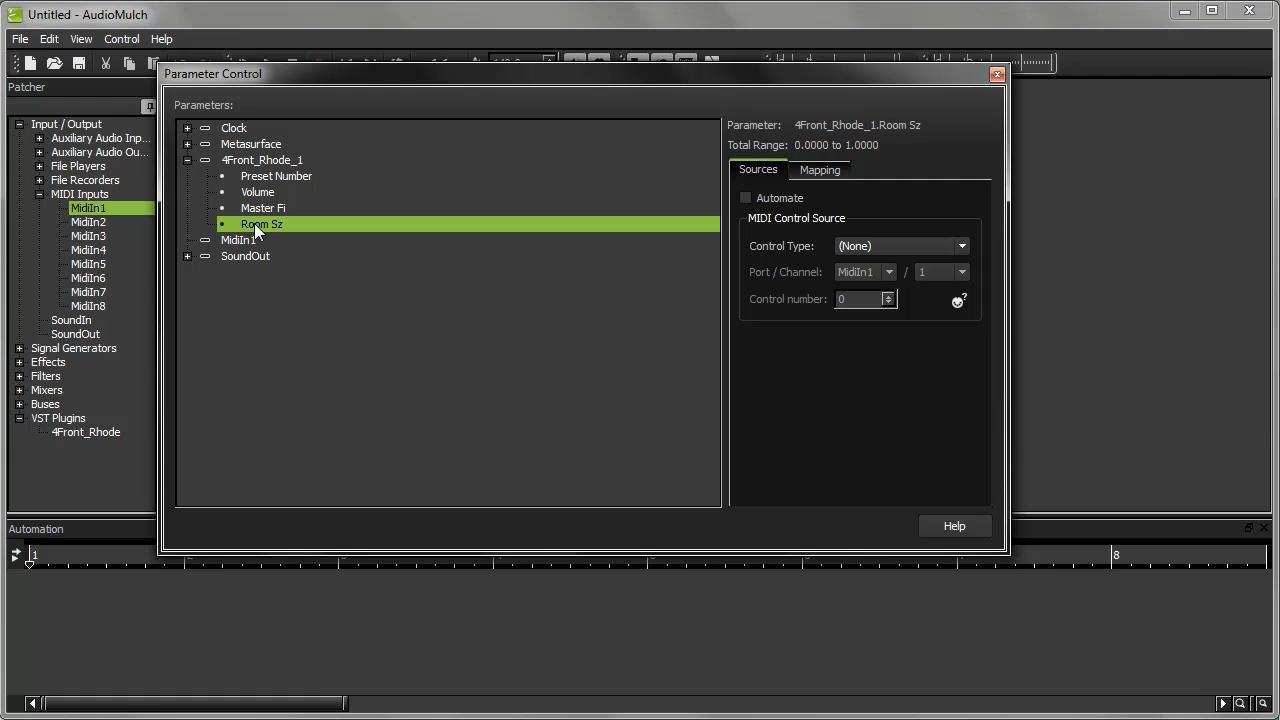 Untitled - AudioMulch
File Edit View Control Help
Patcher
Input / Output
Auxiliary Audio Inp...
Auxiliary Audio Ou...
File Players
File Recorders
MIDI Inputs
MidiIn1
MidiIn2
MidiIn3
MidiIn4
MidiIn5
MidiIn6
MidiIn7
MidiIn8
SoundIn
SoundOut
Signal Generators
Effects
Filters
Mixers
Buses
VST Plugins
4Front_Rhode
Parameter Control
Parameters:
Clock
Metasurface
4Front_Rhode_1
Preset Number
Volume
Master Fi
Room Sz
MidiIn1
SoundOut
Parameter: 4Front_Rhode_1.Room Sz
Total Range: 0.0000 to 1.0000
Sources Mapping
Automate
MIDI Control Source
Control Type: (None)
Port / Channel: MidiIn1 / 1
Control number: 0
Help
Automation
1 8